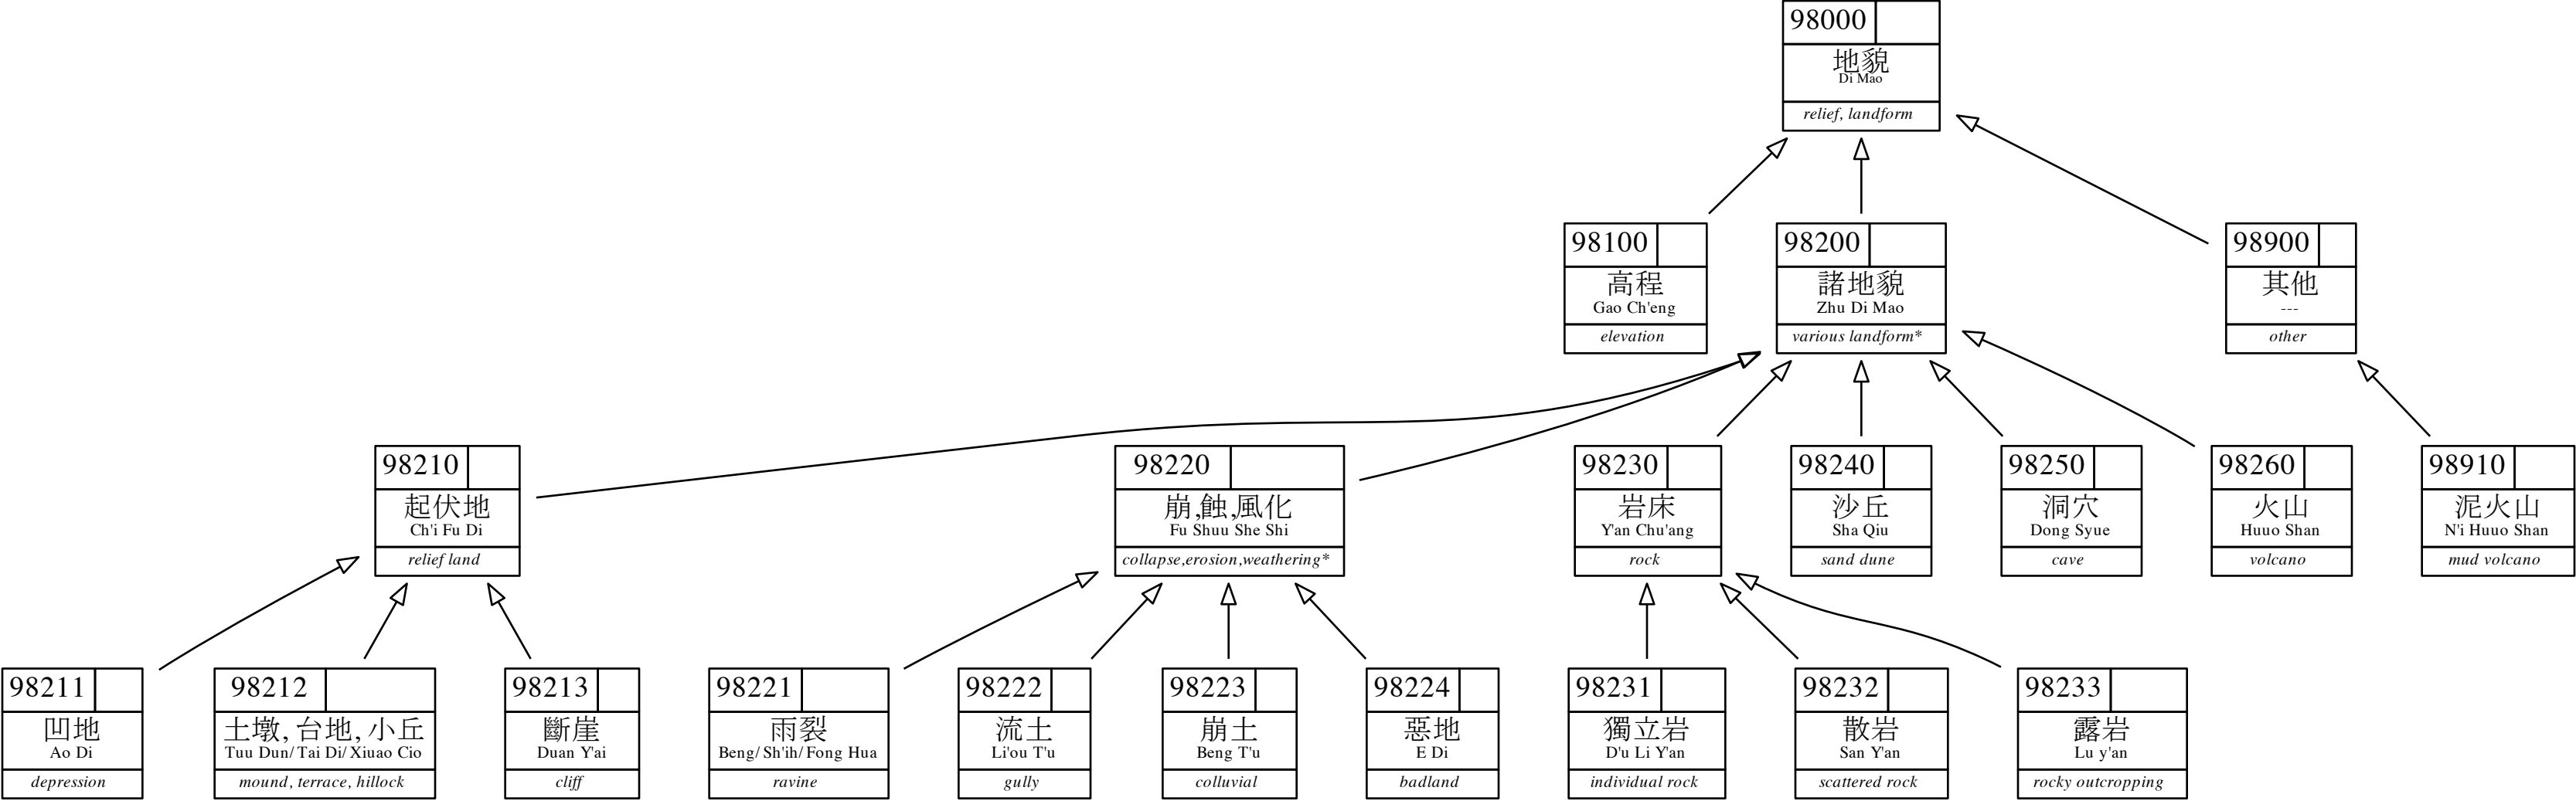 98000
地貌
Di Mao
relief, landform
98100
高程
Gao Ch'eng
elevation
98200
諸地貌
Zhu Di Mao
various landform*
98900
其他
---
other
98210
起伏地
Ch'i Fu Di
relief land
98220
崩,蝕,風化
Fu Shuu She Shi
collapse,erosion,weathering*
98230
岩床
Y'an Chu'ang
rock
98240
沙丘
Sha Qiu
sand dune
98250
洞穴
Dong Syue
cave
98260
火山
Huuo Shan
volcano
98910
泥火山
N'i Huuo Shan
mud volcano
98211
凹地
Ao Di
depression
98212
土墩, 台地, 小丘
Tuu Dun/ Tai Di/ Xiuao Cio
mound, terrace, hillock
98213
斷崖
Duan Y'ai
cliff
98221
雨裂
Beng/ Sh'ih/ Fong Hua
ravine
98222
流土
Li'ou T'u
gully
98223
崩土
Beng T'u
colluvial
98224
惡地
E Di
badland
98231
獨立岩
D'u Li Y'an
individual rock
98232
散岩
San Y'an
scattered rock
98233
露岩
Lu y'an
rocky outcropping